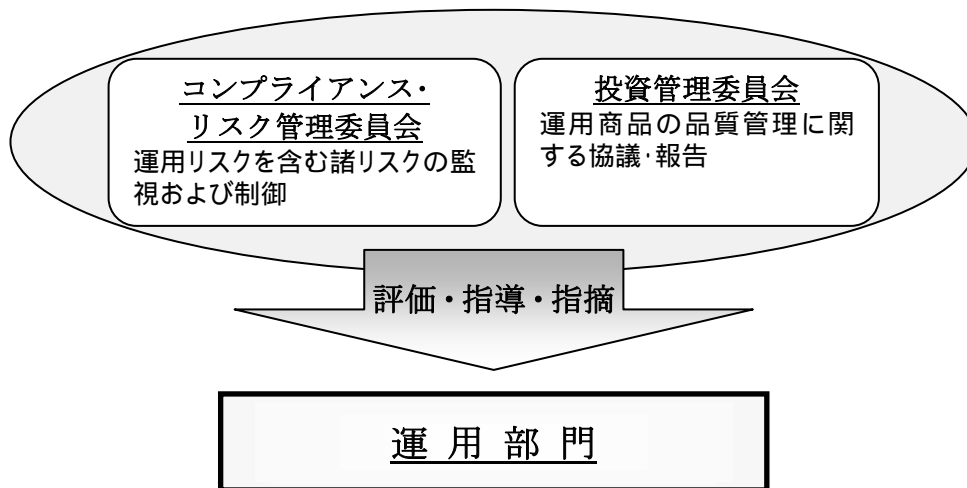 コンプライアンス・
リスク管理委員会
運用リスクを含む諸リスクの監
視および制御
投資管理委員会
運用商品の品質管理に関
する協議・報告
評価・指導・指摘
運用部門